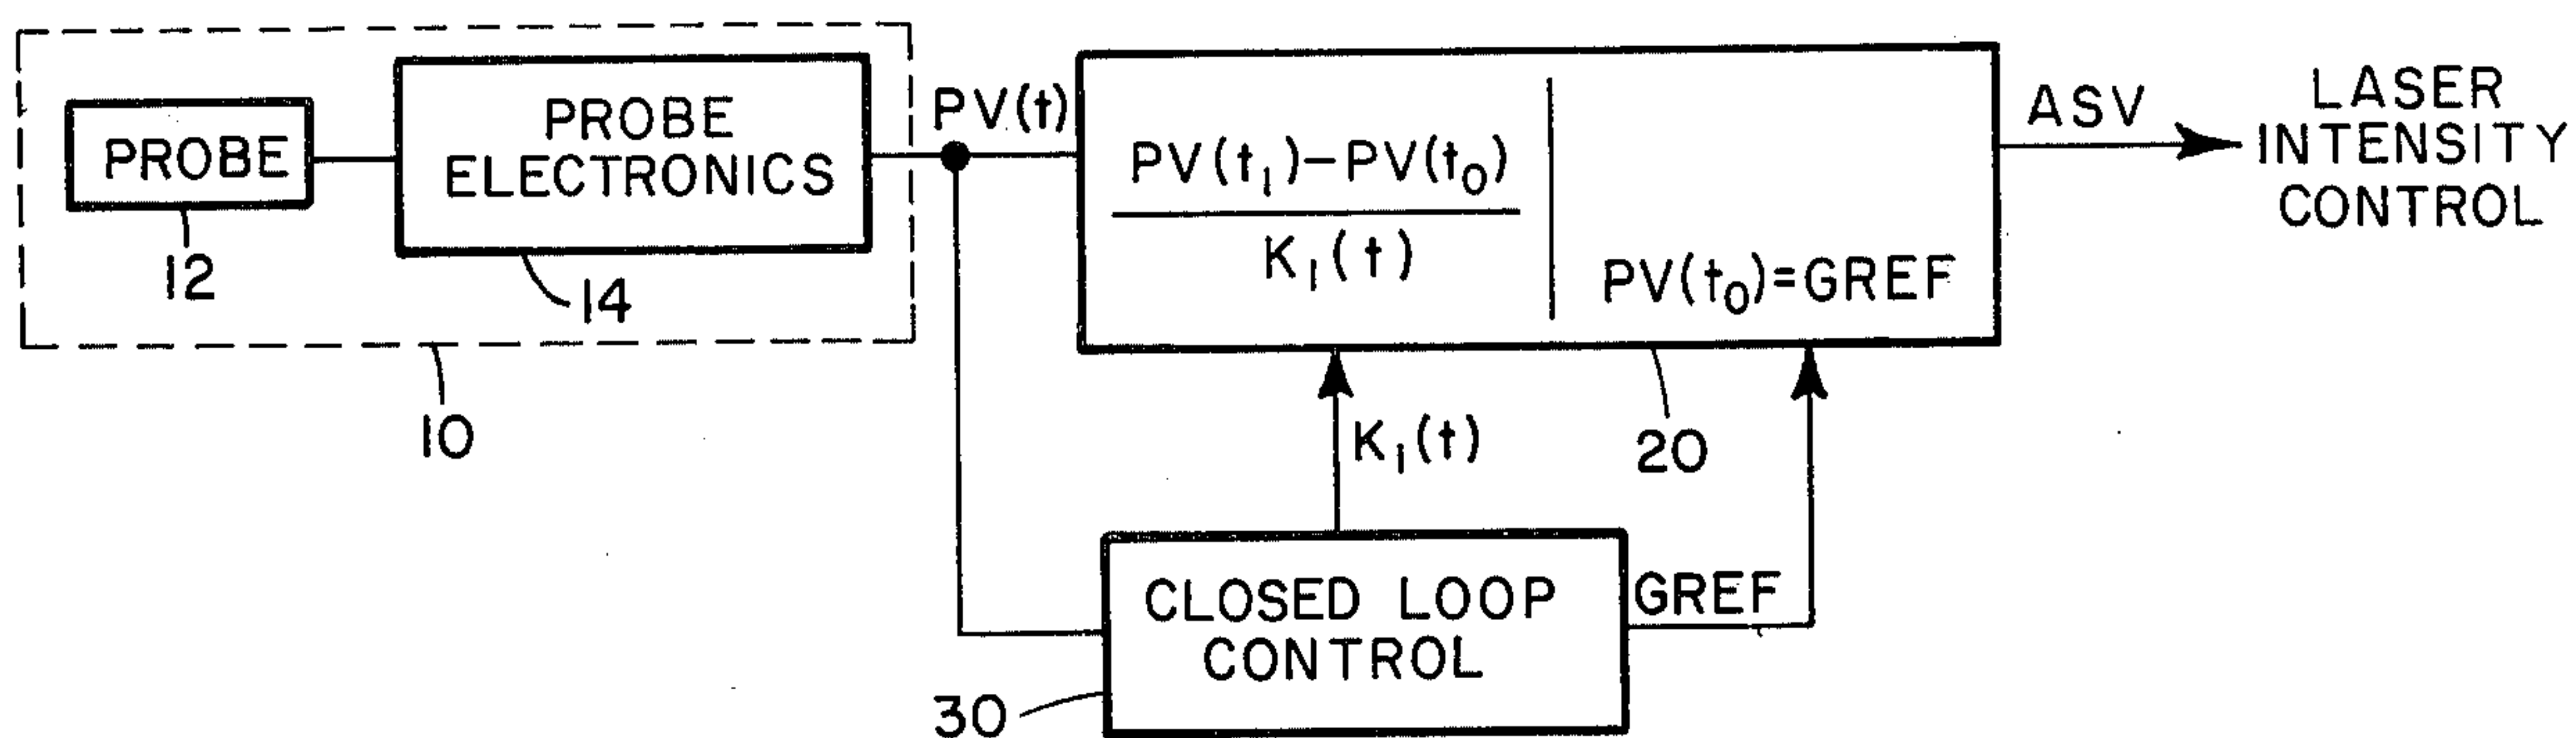 PROBE
12
PROBE
ELECTRONICS
14
10
PV(t)
PV(t₁)–PV(t₀)
K₁(t)
PV(t₀)=GREF
20
ASV
LASER
INTENSITY
CONTROL
K₁(t)
GREF
CLOSED LOOP
CONTROL
30